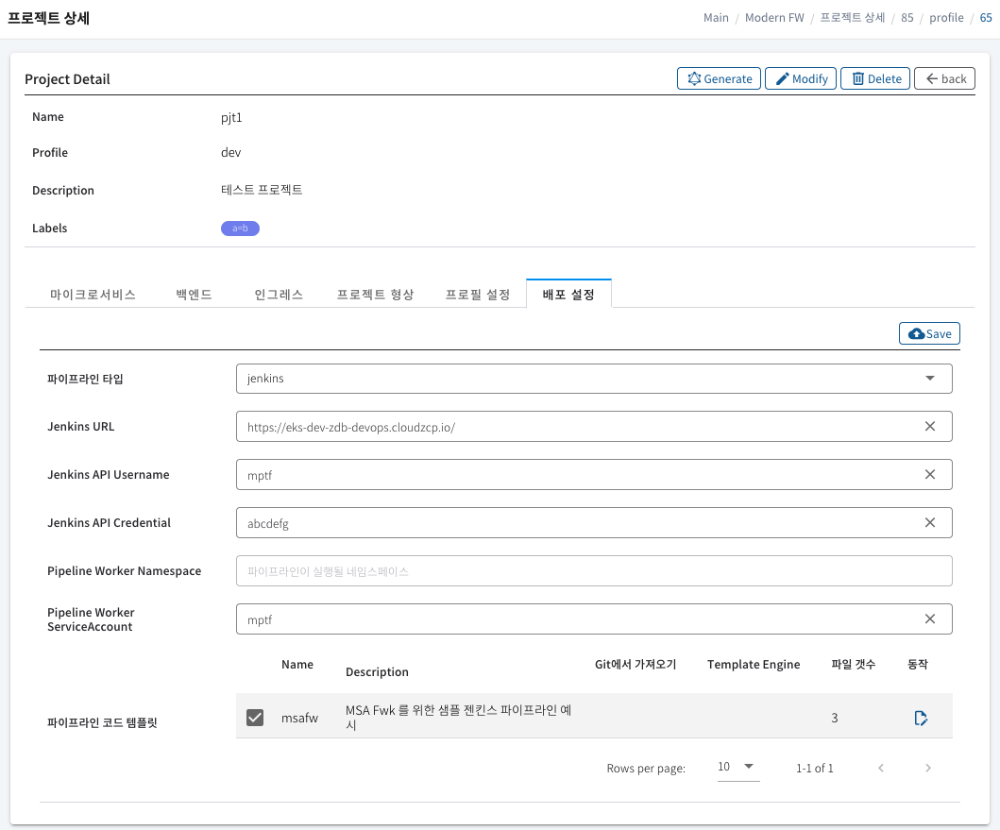 프로젝트 상세
Main / Modern FW / 프로젝트 상세 / 85 / profile / 65
Project Detail
Generate
Modify
Delete
back
Name pjt1
Profile dev
Description 테스트 프로젝트
Labels a=b
마이크로서비스 백엔드 인그레스 프로젝트 형상 프로필 설정 배포 설정
Save
파이프라인 타입 jenkins
Jenkins URL https://eks-dev-zdb-devops.cloudzcp.io/
Jenkins API Username mptf
Jenkins API Credential abcdefg
Pipeline Worker Namespace 파이프라인이 실행될 네임스페이스
Pipeline Worker
ServiceAccount
mptf
Name Description Git에서 가져오기 Template Engine 파일 갯수 동작
파이프라인 코드 템플릿
msafw
MSA Fwk 를 위한 샘플 젠킨스 파이프라인 예
시
3
Rows per page: 10 1-1 of 1